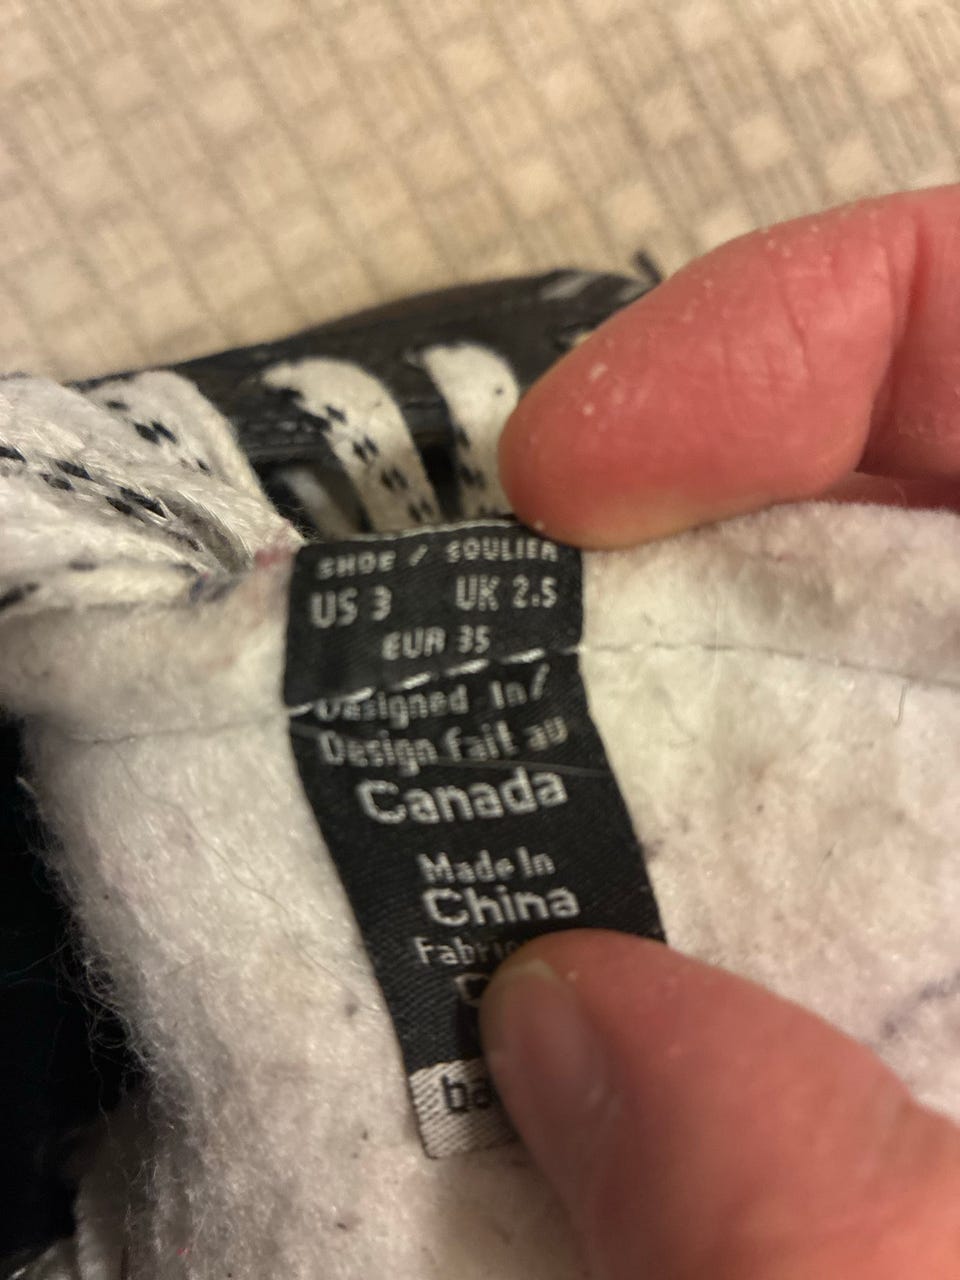 SHOE / SOULIER
US 3 UK 2.5
EUR 35
Designed In/
Design fait au
Canada
Made In
China